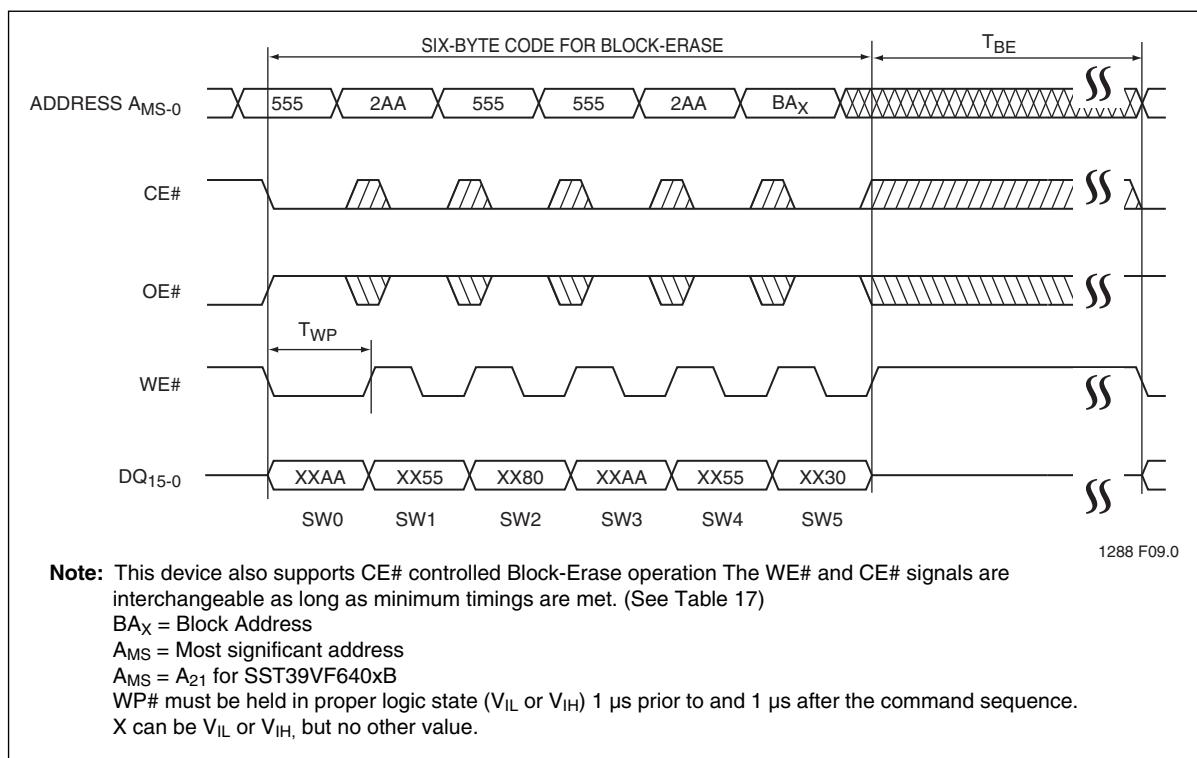 SIX-BYTE CODE FOR BLOCK-ERASE
TBE
ADDRESS AMS-0
555 2AA 555 555 2AA BAX
CE#
OE#
TWP
WE#
DQ15-0
XXAA XX55 XX80 XXAA XX55 XX30
SW0 SW1 SW2 SW3 SW4 SW5
1288 F09.0
Note: This device also supports CE# controlled Block-Erase operation The WE# and CE# signals are
interchangeable as long as minimum timings are met. (See Table 17)
BAX = Block Address
AMS = Most significant address
AMS = A21 for SST39VF640xB
WP# must be held in proper logic state (VIL or VIH) 1 µs prior to and 1 µs after the command sequence.
X can be VIL or VIH, but no other value.